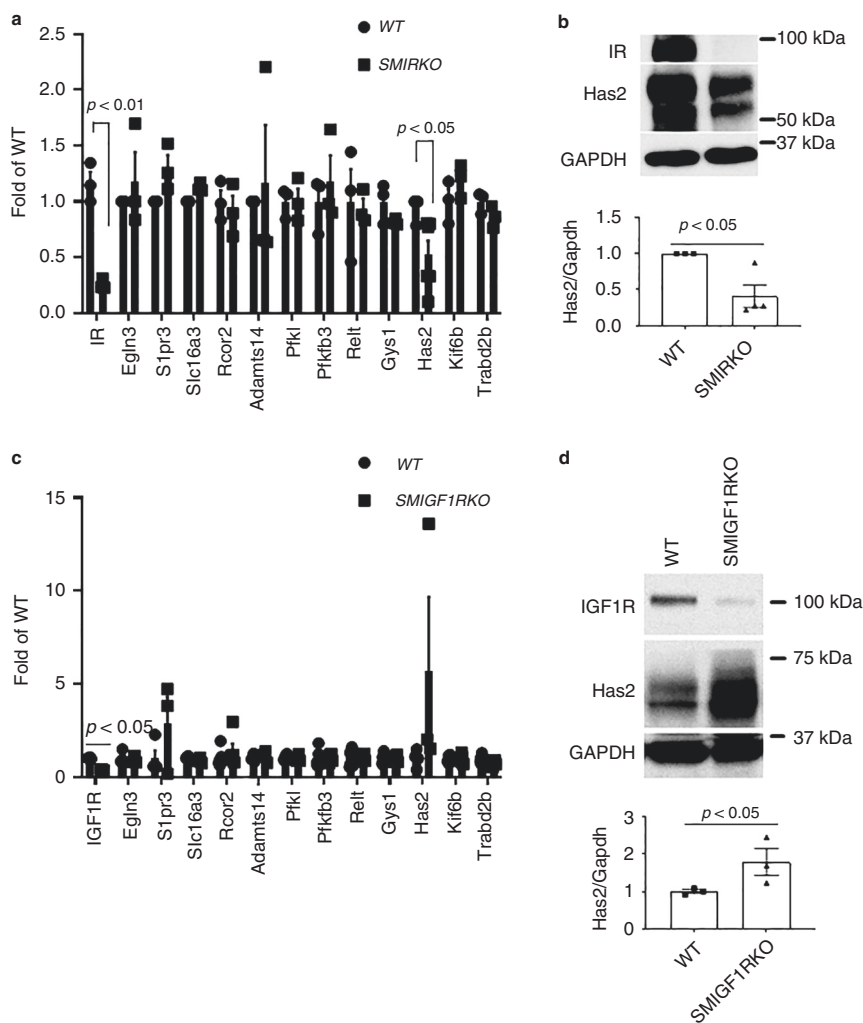 a
WT
SMIRKO
Fold of WT
2.5
2.0
1.5
1.0
0.5
0.0
p < 0.01
p < 0.05
IR
Egln3
S1pr3
Slc16a3
Rcor2
Adamts14
Pfkl
Pfkfb3
Relt
Gys1
Has2
Kif6b
Trabd2b
b
IR
Has2
GAPDH
100 kDa
50 kDa
37 kDa
Has2/Gapdh
1.5
1.0
0.5
0.0
p < 0.05
WT
SMIRKO
c
WT
SMIGF1RKO
Fold of WT
15
10
5
0
p < 0.05
IGF1R
Egln3
S1pr3
Slc16a3
Rcor2
Adamts14
Pfkl
Pfkfb3
Relt
Gys1
Has2
Kif6b
Trabd2b
d
WT
SMIGF1RKO
IGF1R
Has2
GAPDH
100 kDa
75 kDa
37 kDa
Has2/Gapdh
3
2
1
0
p < 0.05
WT
SMIGF1RKO